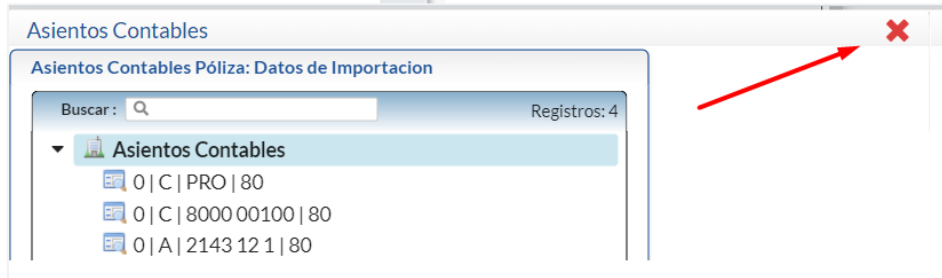 Asientos Contables
Asientos Contables Póliza: Datos de Importacion
Buscar: Registros: 4
Asientos Contables
0 | C | PRO | 80
0 | C | 8000 00100 | 80
0 | A | 2143 12 1 | 80